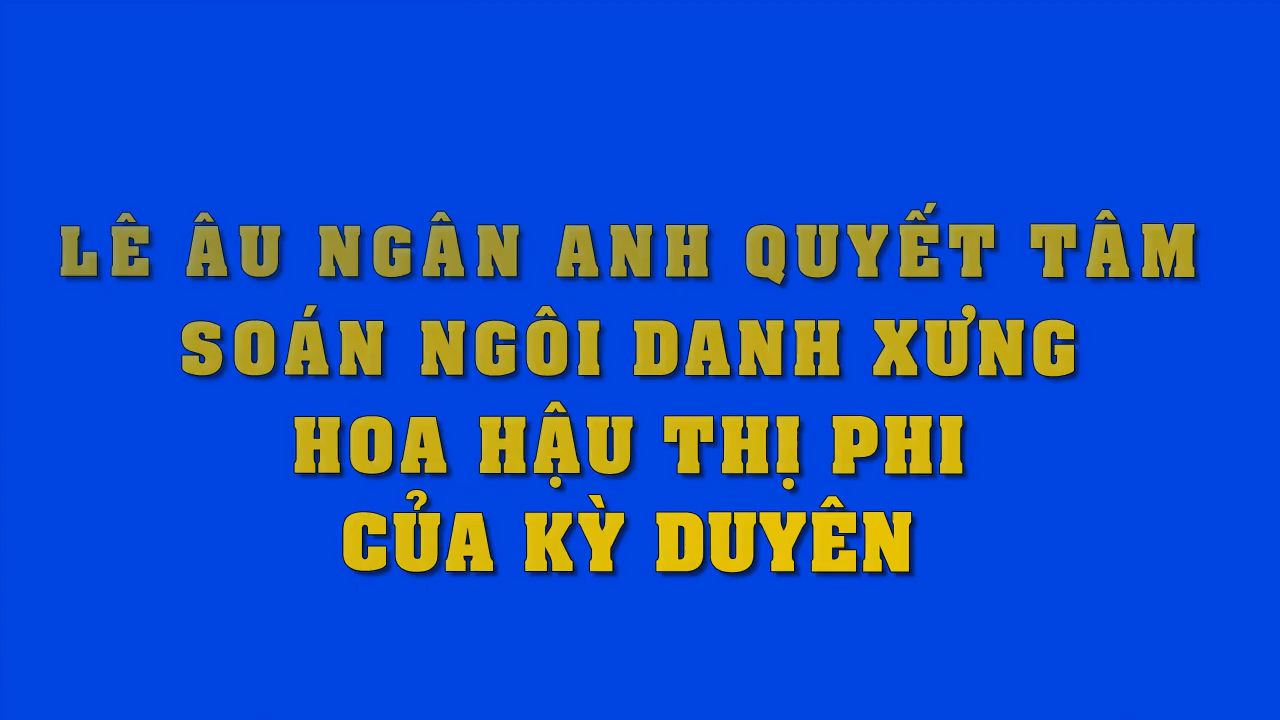 LÊ ÂU NGÂN ANH QUYẾT TÂM
SOÁN NGÔI DANH XƯNG
HOA HẬU THỊ PHI
CỦA KỲ DUYÊN